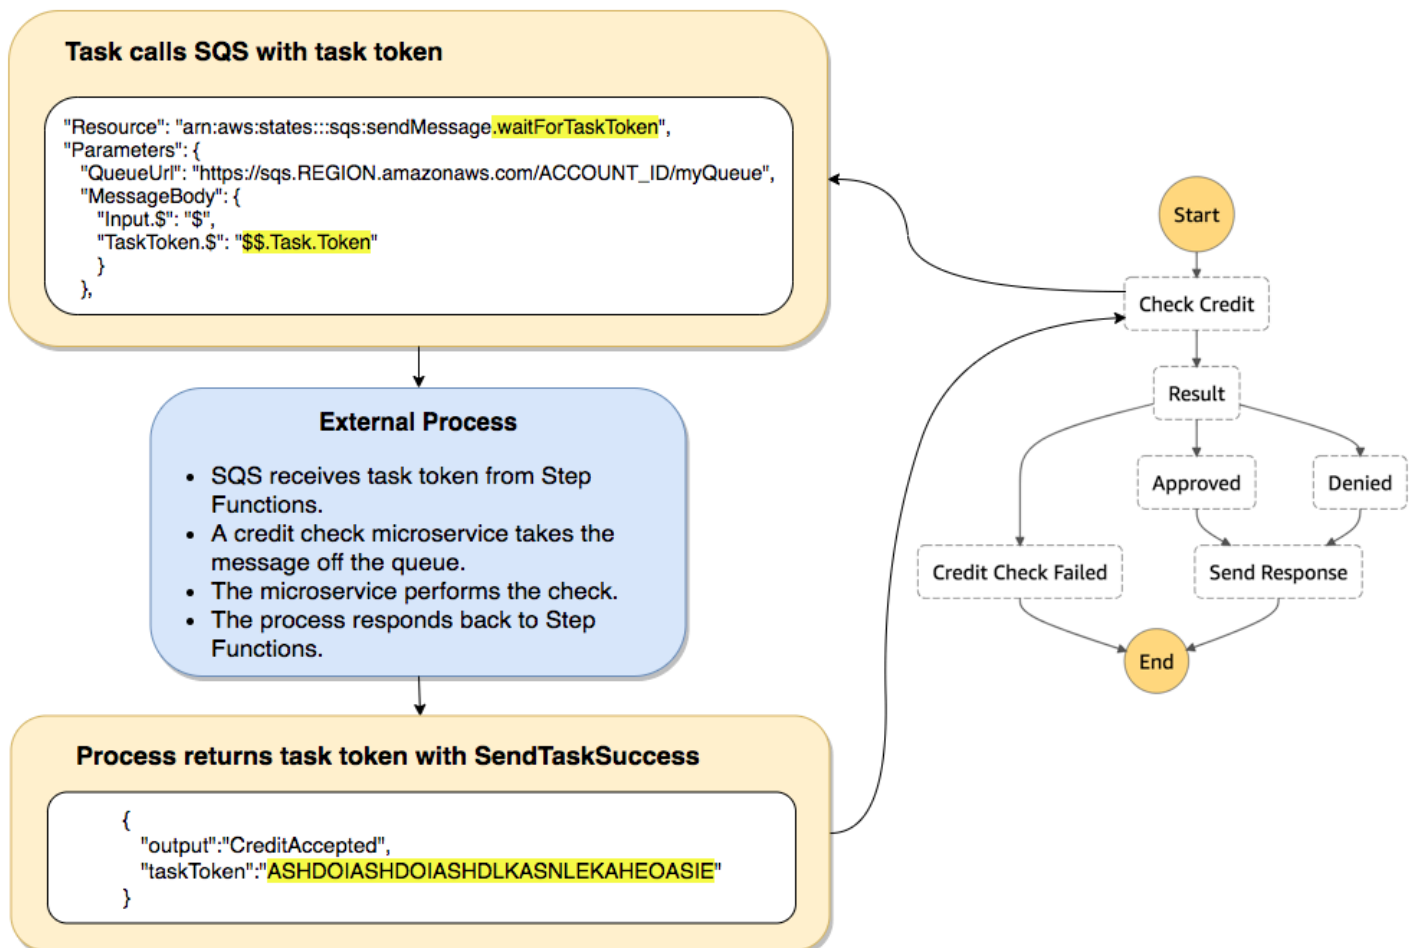 Task calls SQS with task token
"Resource": "arn:aws:states:::sqs:sendMessage.waitForTaskToken",
"Parameters": {
"QueueUrl": "https://sqs.REGION.amazonaws.com/ACCOUNT_ID/myQueue",
"MessageBody": {
"Input.$": "$",
"TaskToken.$": "$$.Task.Token"
}
},
External Process
• SQS receives task token from Step
Functions.
• A credit check microservice takes the
message off the queue.
• The microservice performs the check.
• The process responds back to Step
Functions.
Process returns task token with SendTaskSuccess
{
"output":"CreditAccepted",
"taskToken":"ASHDOIASHDOIASHDLKASNLEKAHEOASIE"
}
Start
Check Credit
Result
Approved
Denied
Credit Check Failed
Send Response
End